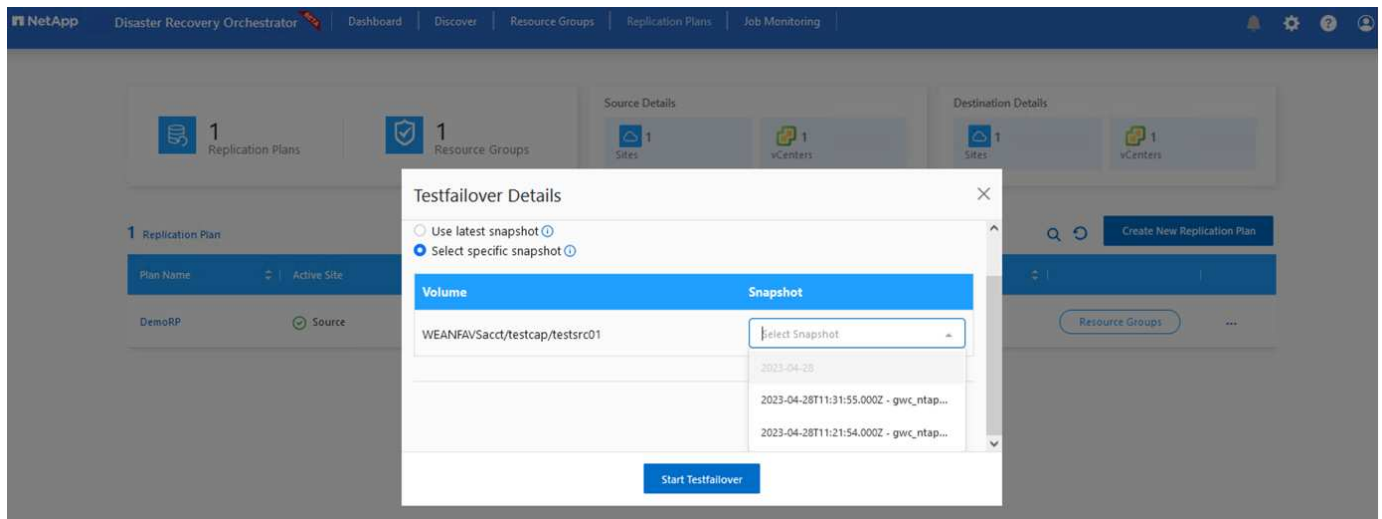 NetApp Disaster Recovery Orchestrator Dashboard Discover Resource Groups Replication Plans Job Monitoring
1
Replication Plans
1
Resource Groups
Source Details
1
Sites
1
vCenters
Destination Details
1
Sites
1
vCenters
Testfailover Details
Use latest snapshot
Select specific snapshot
Volume Snapshot
WEANFAVSacct/testcap/testsrc01 Select Snapshot
2023-04-28
2023-04-28T11:31:55.000Z - gwc_ntap...
2023-04-28T11:21:54.000Z - gwc_ntap...
Start Testfailover
1 Replication Plan
Create New Replication Plan
Plan Name Active Site
DemoRP Source Resource Groups ...